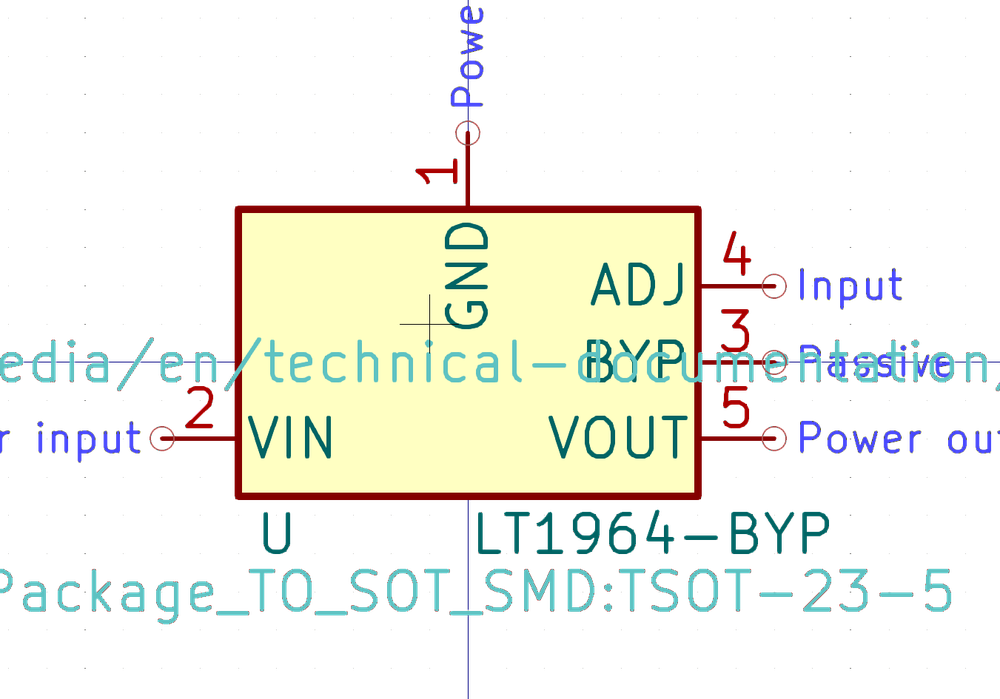 Powe
1
GND
ADJ
4
Input
BYP
3
Passive
edia/en/technical-documentation/
r input
2
VIN
VOUT
5
Power ou
U
LT1964-BYP
Package_TO_SOT_SMD:TSOT-23-5